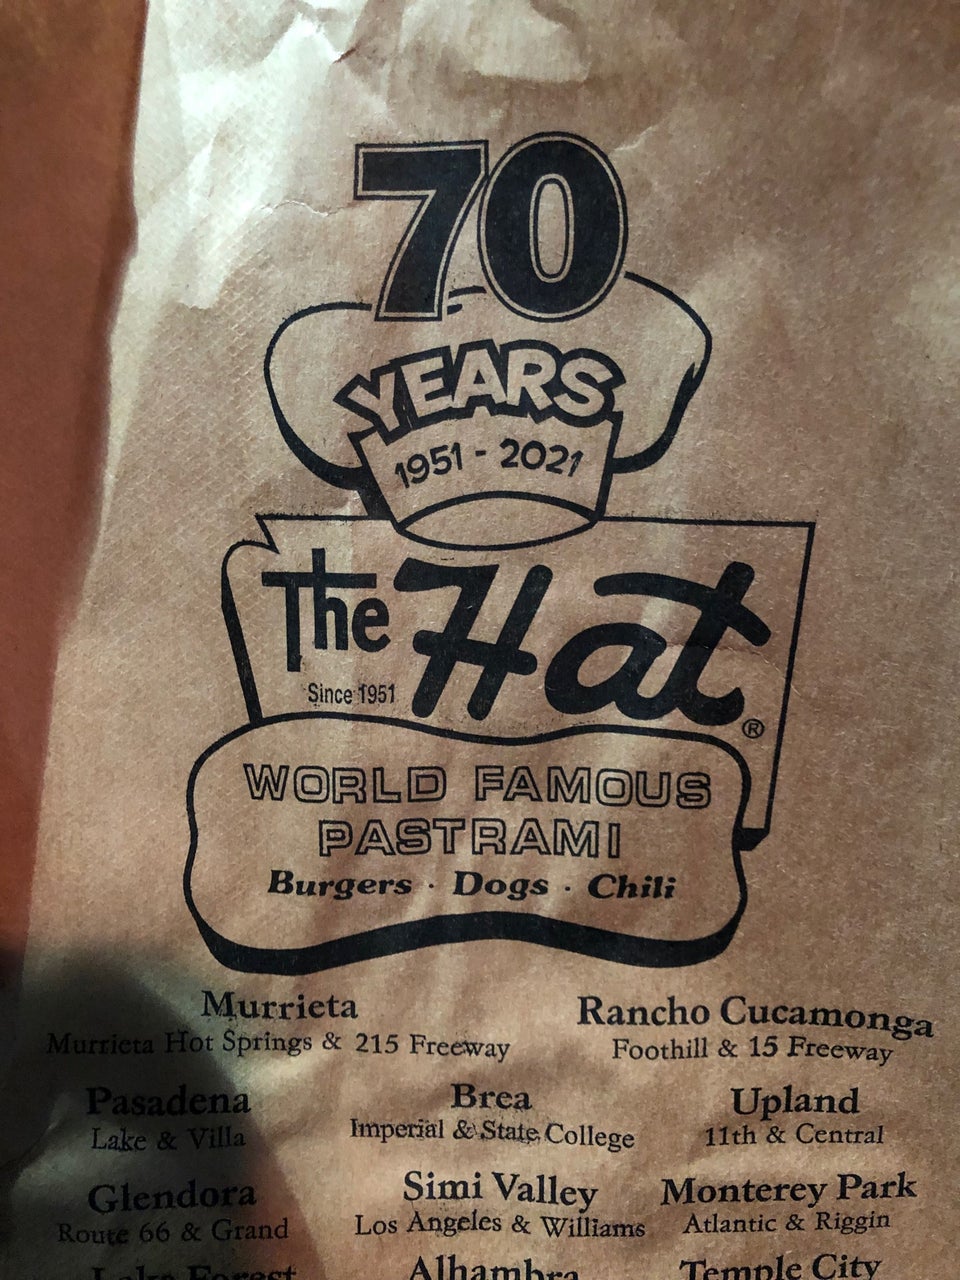 70
YEARS
1951 - 2021
The Hat
Since 1951
®
WORLD FAMOUS
PASTRAMI
Burgers · Dogs · Chili
Murrieta
Murrieta Hot Springs & 215 Freeway
Rancho Cucamonga
Foothill & 15 Freeway
Pasadena
Lake & Villa
Brea
Imperial & State College
Upland
11th & Central
Glendora
Route 66 & Grand
Simi Valley
Los Angeles & Williams
Monterey Park
Atlantic & Riggin
Lake Forest
Alhambra
Temple City